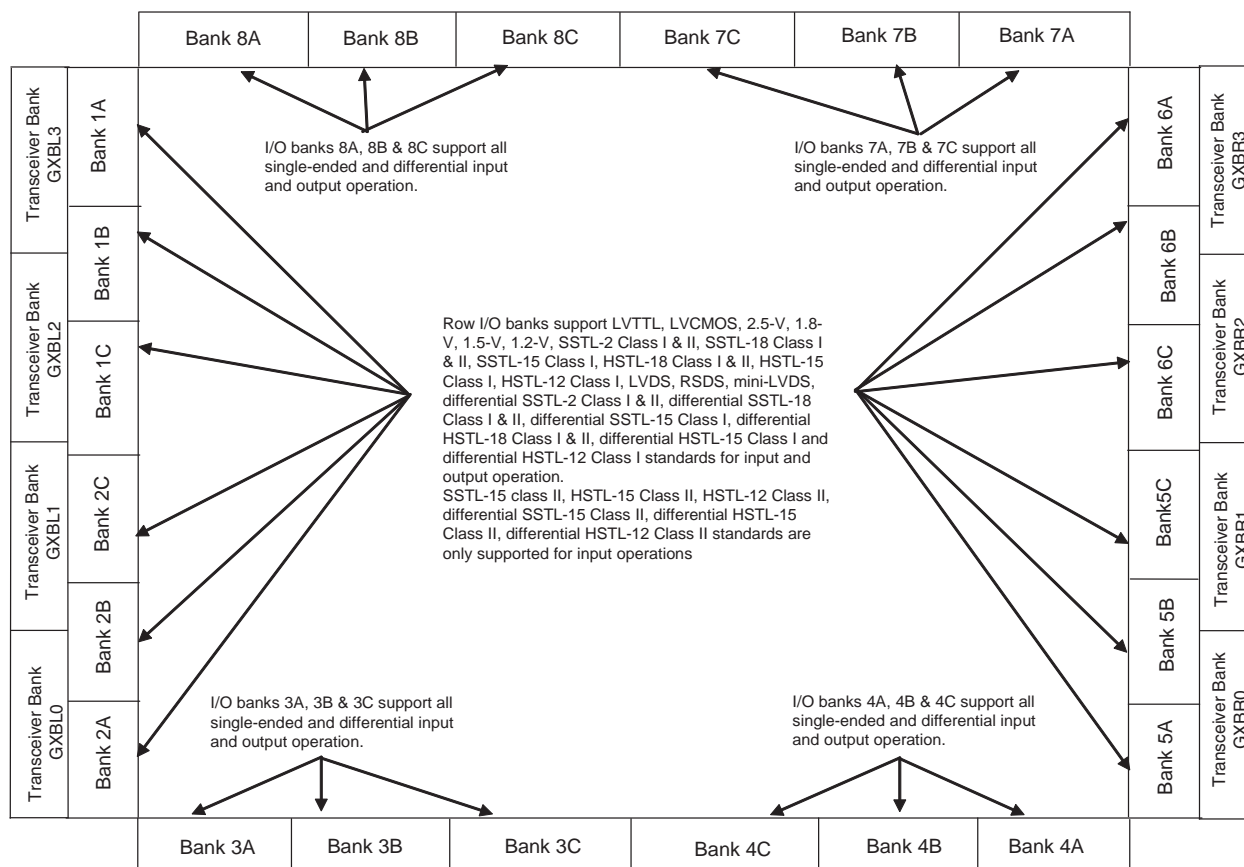 Bank 8A
Bank 8B
Bank 8C
Bank 7C
Bank 7B
Bank 7A
Transceiver Bank
GXBL3
Transceiver Bank
GXBL2
Transceiver Bank
GXBL1
Transceiver Bank
GXBL0
Bank 1A
Bank 1B
Bank 1C
Bank 2C
Bank 2B
Bank 2A
I/O banks 8A, 8B & 8C support all
single-ended and differential input
and output operation.
I/O banks 7A, 7B & 7C support all
single-ended and differential input
and output operation.
Row I/O banks support LVTTL, LVCMOS, 2.5-V, 1.8-
V, 1.5-V, 1.2-V, SSTL-2 Class I & II, SSTL-18 Class I
& II, SSTL-15 Class I, HSTL-18 Class I & II, HSTL-15
Class I, HSTL-12 Class I, LVDS, RSDS, mini-LVDS,
differential SSTL-2 Class I & II, differential SSTL-18
Class I & II, differential SSTL-15 Class I, differential
HSTL-18 Class I & II, differential HSTL-15 Class I and
differential HSTL-12 Class I standards for input and
output operation.
SSTL-15 class II, HSTL-15 Class II, HSTL-12 Class II,
differential SSTL-15 Class II, differential HSTL-15
Class II, differential HSTL-12 Class II standards are
only supported for input operations
I/O banks 3A, 3B & 3C support all
single-ended and differential input
and output operation.
I/O banks 4A, 4B & 4C support all
single-ended and differential input
and output operation.
Bank 6A
Bank 6B
Bank 6C
Bank5C
Bank 5B
Bank 5A
Transceiver Bank
GXBR3
Transceiver Bank
GXBR2
Transceiver Bank
GXBR1
Transceiver Bank
GXBR0
Bank 3A
Bank 3B
Bank 3C
Bank 4C
Bank 4B
Bank 4A